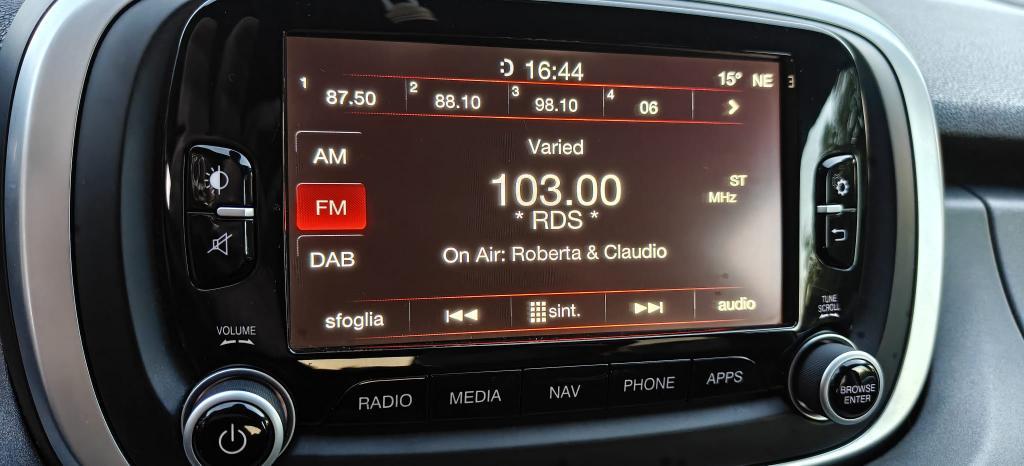 16:44
15° NE
1 87.50 2 88.10 3 98.10 4 06
AM
Varied
FM
103.00 ST MHz
* RDS *
DAB
On Air: Roberta & Claudio
sfoglia sint. audio
VOLUME
TUNE
SCROLL
RADIO MEDIA NAV PHONE APPS
BROWSE
ENTER